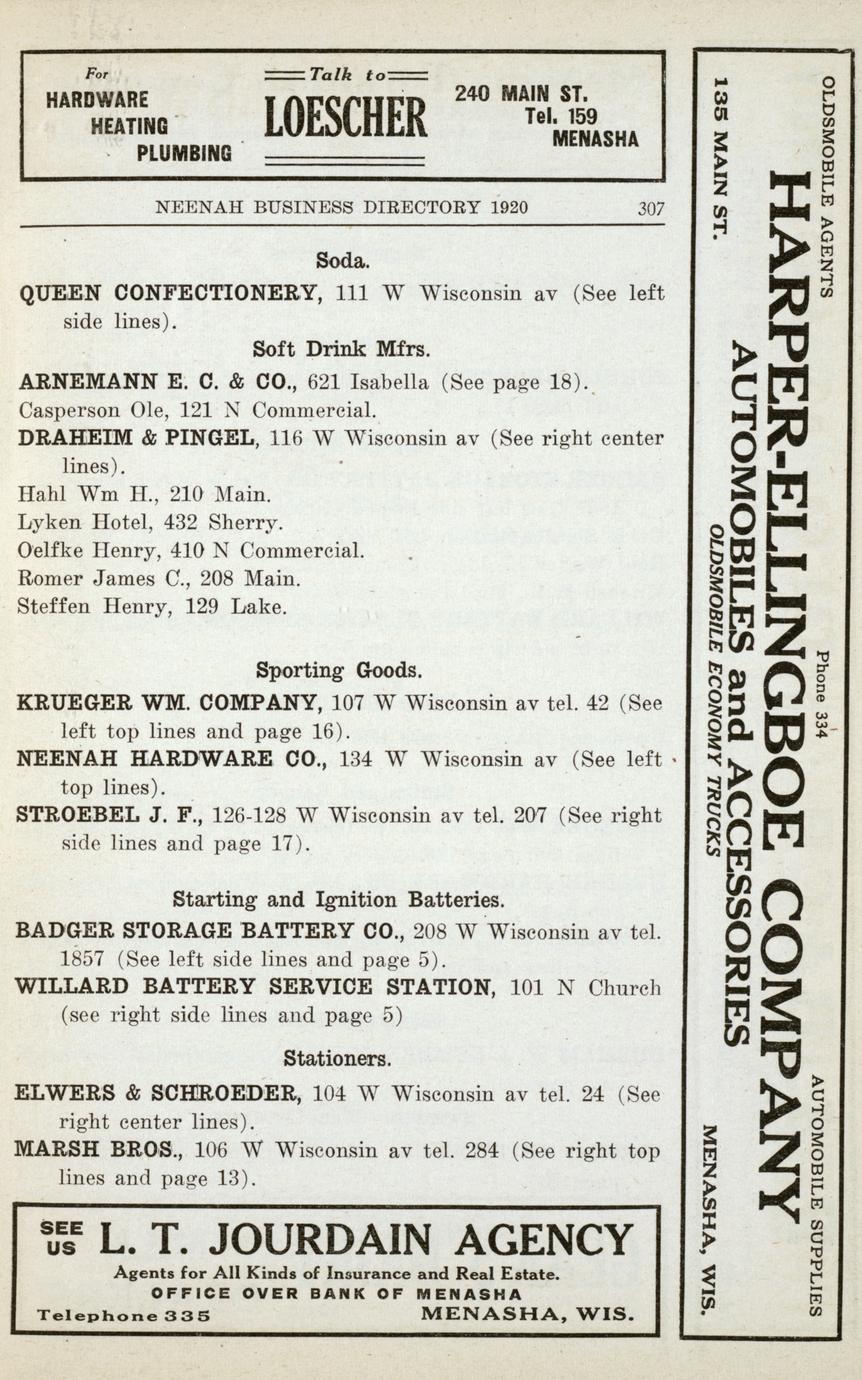 For
HARDWARE
HEATING
PLUMBING
Talk to
LOESCHER
240 MAIN ST.
Tel. 159
MENASHA
NEENAH BUSINESS DIRECTORY 1920 307
Soda.
QUEEN CONFECTIONERY, 111 W Wisconsin av (See left
side lines).
Soft Drink Mfrs.
ARNEMANN E. C. & CO., 621 Isabella (See page 18).
Casperson Ole, 121 N Commercial.
DRAHEIM & PINGEL, 116 W Wisconsin av (See right center
lines).
Hahl Wm H., 210 Main.
Lyken Hotel, 432 Sherry.
Oelfke Henry, 410 N Commercial.
Romer James C., 208 Main.
Steffen Henry, 129 Lake.
Sporting Goods.
KRUEGER WM. COMPANY, 107 W Wisconsin av tel. 42 (See
left top lines and page 16).
NEENAH HARDWARE CO., 134 W Wisconsin av (See left
top lines).
STROEBEL J. F., 126-128 W Wisconsin av tel. 207 (See right
side lines and page 17).
Starting and Ignition Batteries.
BADGER STORAGE BATTERY CO., 208 W Wisconsin av tel.
1857 (See left side lines and page 5).
WILLARD BATTERY SERVICE STATION, 101 N Church
(see right side lines and page 5)
Stationers.
ELWERS & SCHROEDER, 104 W Wisconsin av tel. 24 (See
right center lines).
MARSH BROS., 106 W Wisconsin av tel. 284 (See right top
lines and page 13).
SEE US L. T. JOURDAIN AGENCY
Agents for All Kinds of Insurance and Real Estate.
OFFICE OVER BANK OF MENASHA
Telephone 335 MENASHA, WIS.
OLDSMOBILE AGENTS Phone 334 AUTOMOBILE SUPPLIES
HARPER-ELLINGBOE COMPANY
AUTOMOBILES and ACCESSORIES
OLDSMOBILE ECONOMY TRUCKS
135 MAIN ST. MENASHA, WIS.